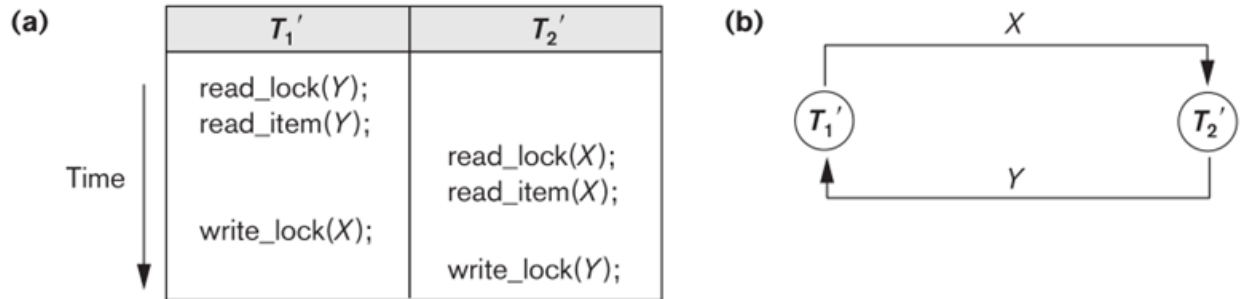 (a)
T₁′ T₂′
read_lock(Y);
read_item(Y);
read_lock(X);
read_item(X);
Time
write_lock(X);
write_lock(Y);
(b)
X
T₁′ T₂′
Y